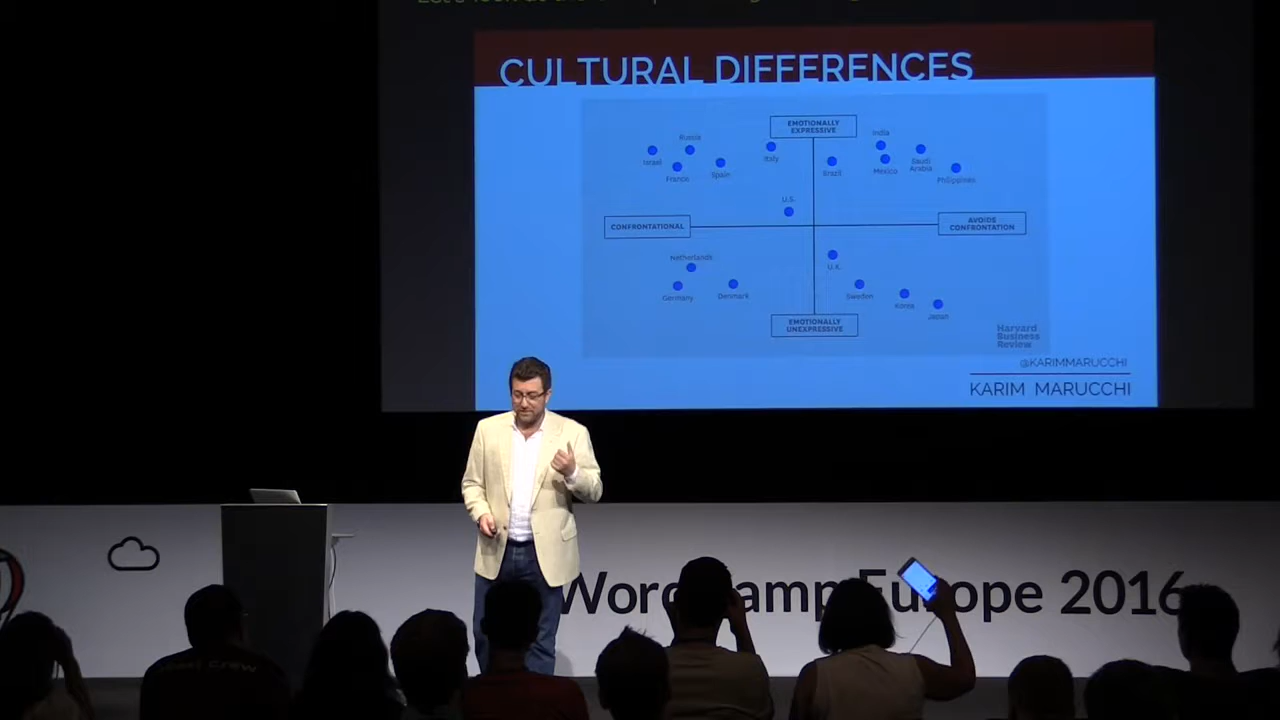 CULTURAL DIFFERENCES
EMOTIONALLY
EXPRESSIVE
Russia
India
Israel
Italy
France
Spain
Brazil
Mexico
Saudi
Arabia
Philippines
U.S.
CONFRONTATIONAL
AVOIDS
CONFRONTATION
Netherlands
U.K.
Germany
Denmark
Sweden
Korea
Japan
EMOTIONALLY
UNEXPRESSIVE
Harvard
Business
Review
@KARIMMARUCCHI
KARIM MARUCCHI
WordCamp Europe 2016